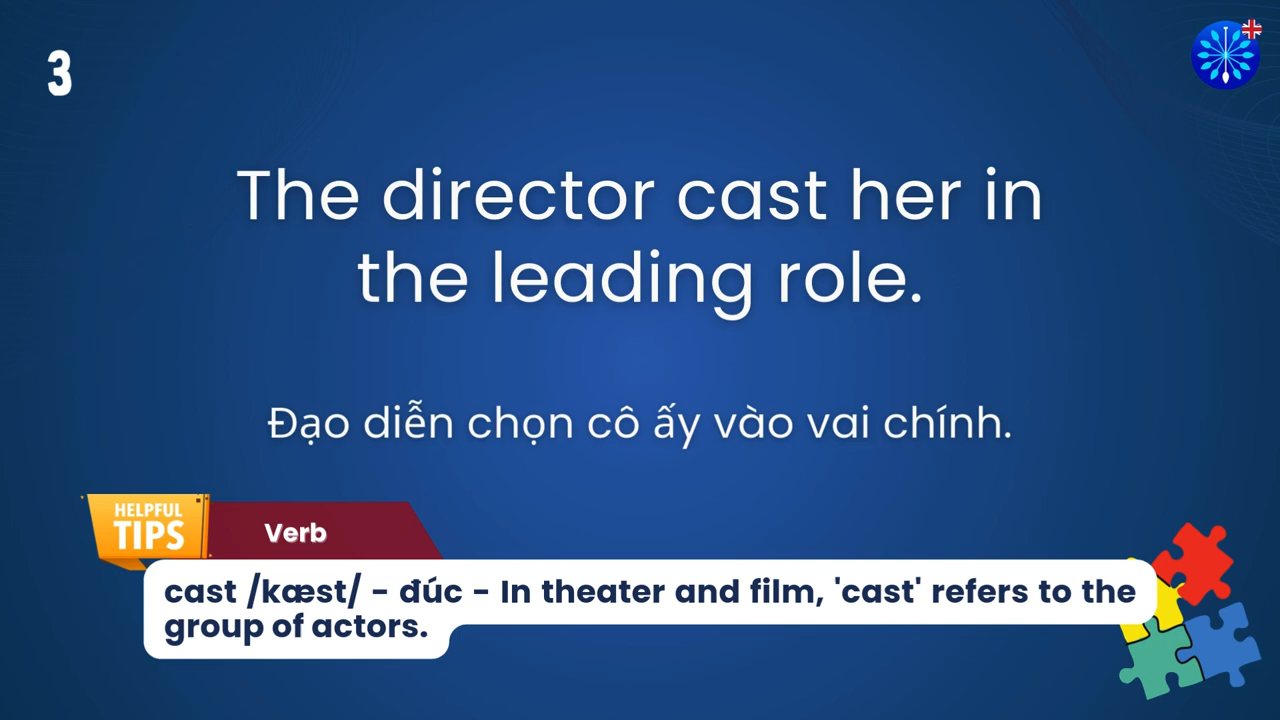 3
The director cast her in
the leading role.
Đạo diễn chọn cô ấy vào vai chính.
HELPFUL
TIPS
Verb
cast /kæst/ - đúc - In theater and film, 'cast' refers to the
group of actors.